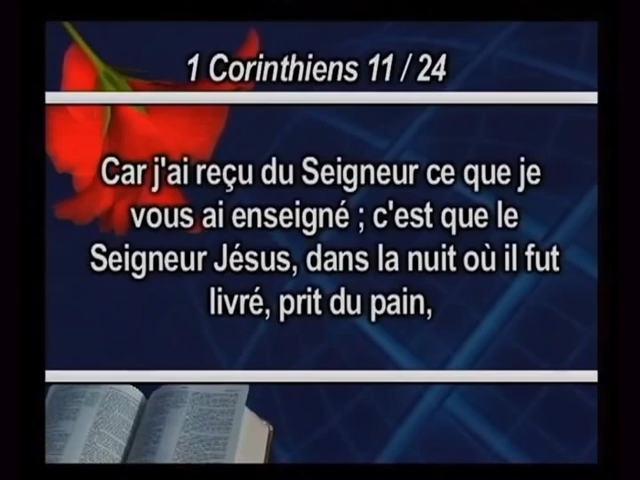 1 Corinthiens 11 / 24
Car j'ai reçu du Seigneur ce que je
vous ai enseigné ; c'est que le
Seigneur Jésus, dans la nuit où il fut
livré, prit du pain,